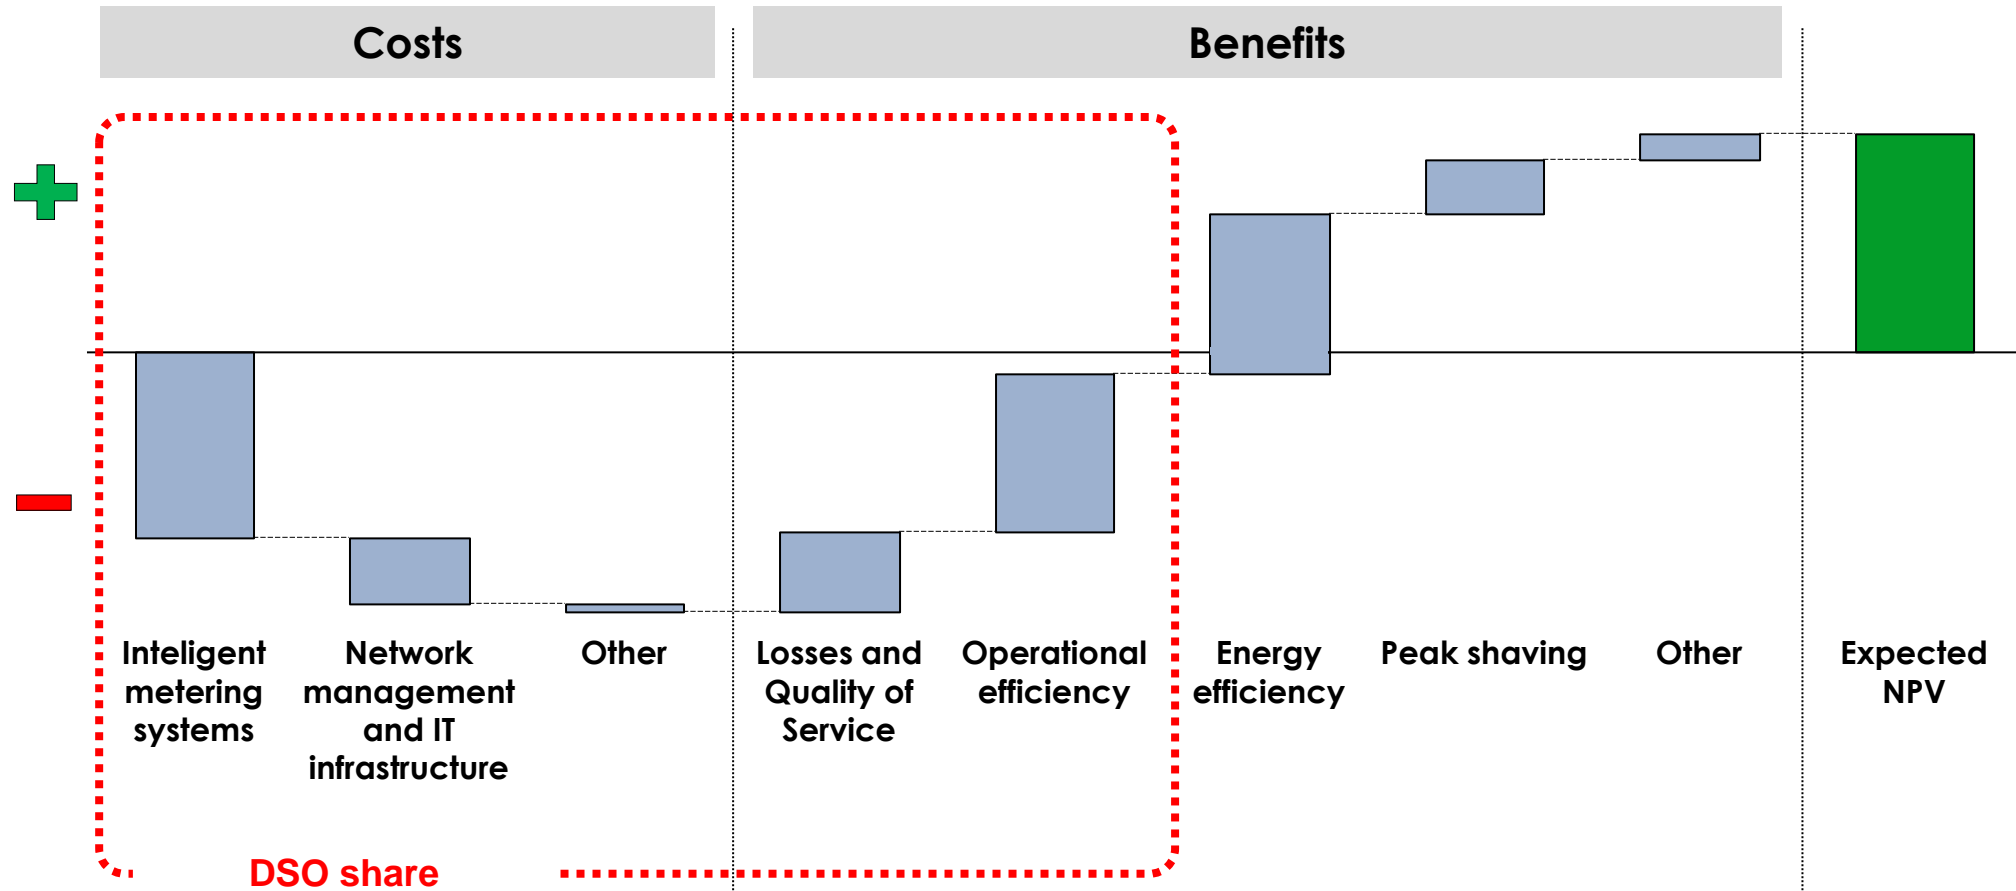 Costs
Benefits
Inteligent
metering
systems
Network
management
and IT
infrastructure
Other
Losses and
Quality of
Service
Operational
efficiency
Energy
efficiency
Peak shaving
Other
Expected
NPV
DSO share